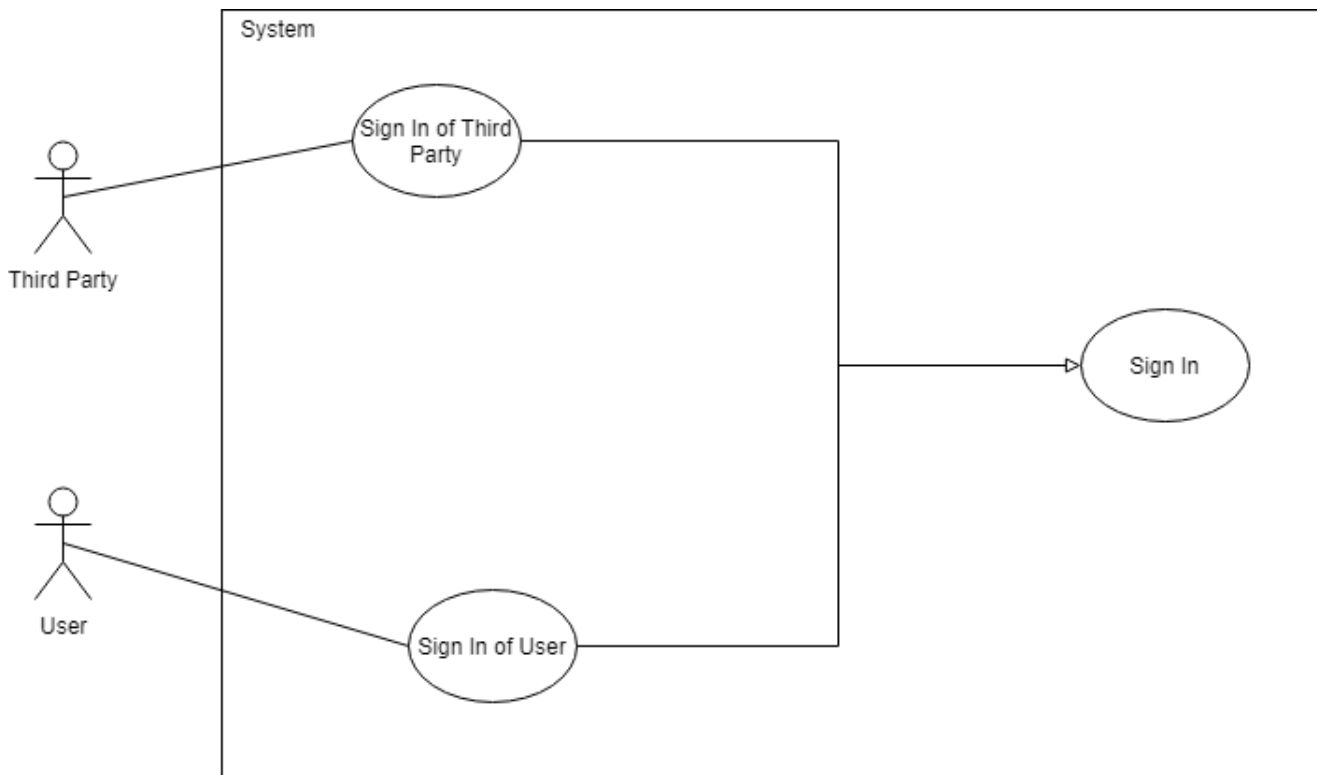 System
Sign In of Third
Party
Third Party
Sign In
User
Sign In of User